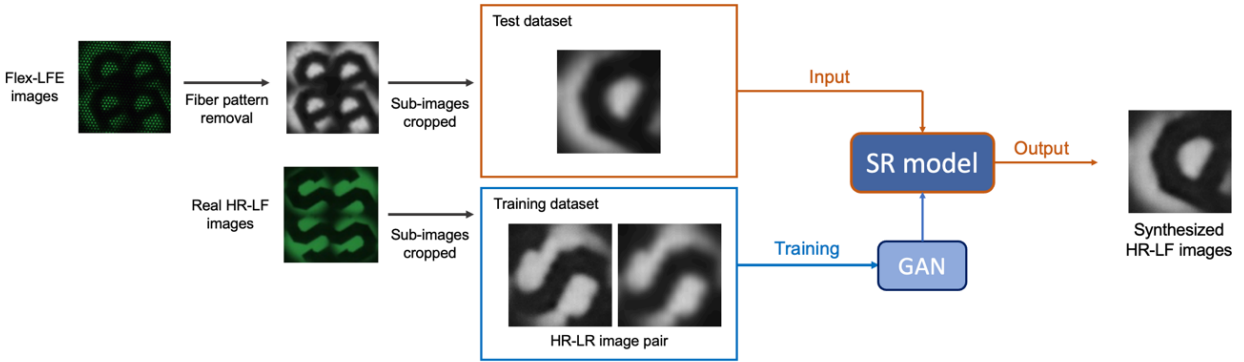 Flex-LFE
images
Fiber pattern
removal
Sub-images
cropped
Test dataset
Input
Real HR-LF
images
Sub-images
cropped
Training dataset
HR-LR image pair
Training
GAN
SR model
Output
Synthesized
HR-LF images